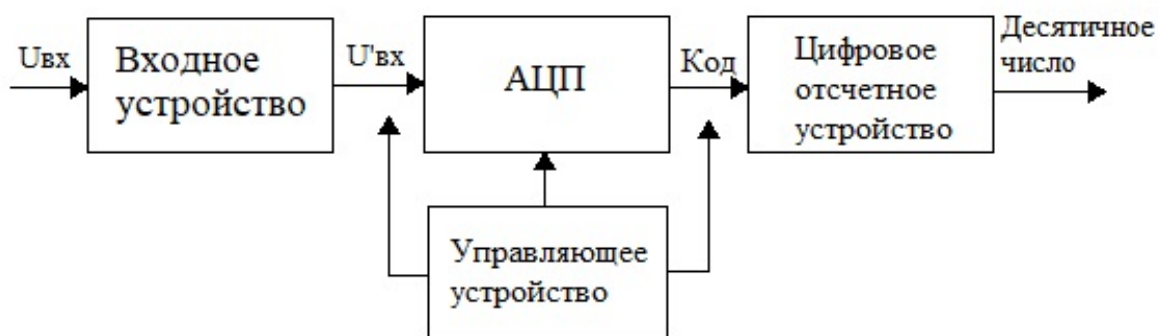 Uвх
Входное
устройство
U'вх
АЦП
Код
Цифровое
отсчетное
устройство
Десятичное
число
Управляющее
устройство